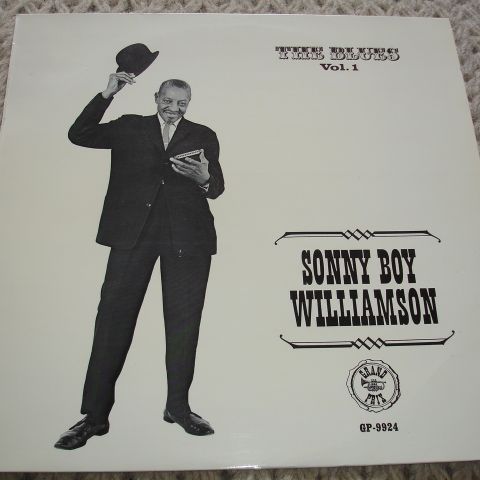 THE BLUES
Vol. 1
SONNY BOY
WILLIAMSON
GRAND
PRIX
GP-9924